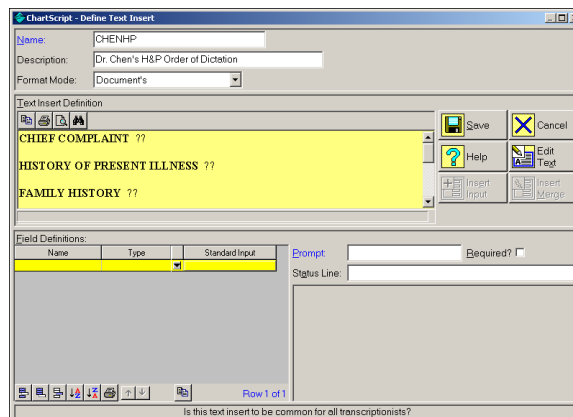 ChartScript - Define Text Insert
Name: CHENHP
Description: Dr. Chen's H&P Order of Dictation
Format Mode: Document's
Text Insert Definition
CHIEF COMPLAINT ??
HISTORY OF PRESENT ILLNESS ??
FAMILY HISTORY ??
Save Cancel
Help Edit Text
Insert Input Insert Merge
Field Definitions:
Name Type Standard Input
Prompt: Required?
Status Line:
Row 1 of 1
Is this text insert to be common for all transcriptionists?